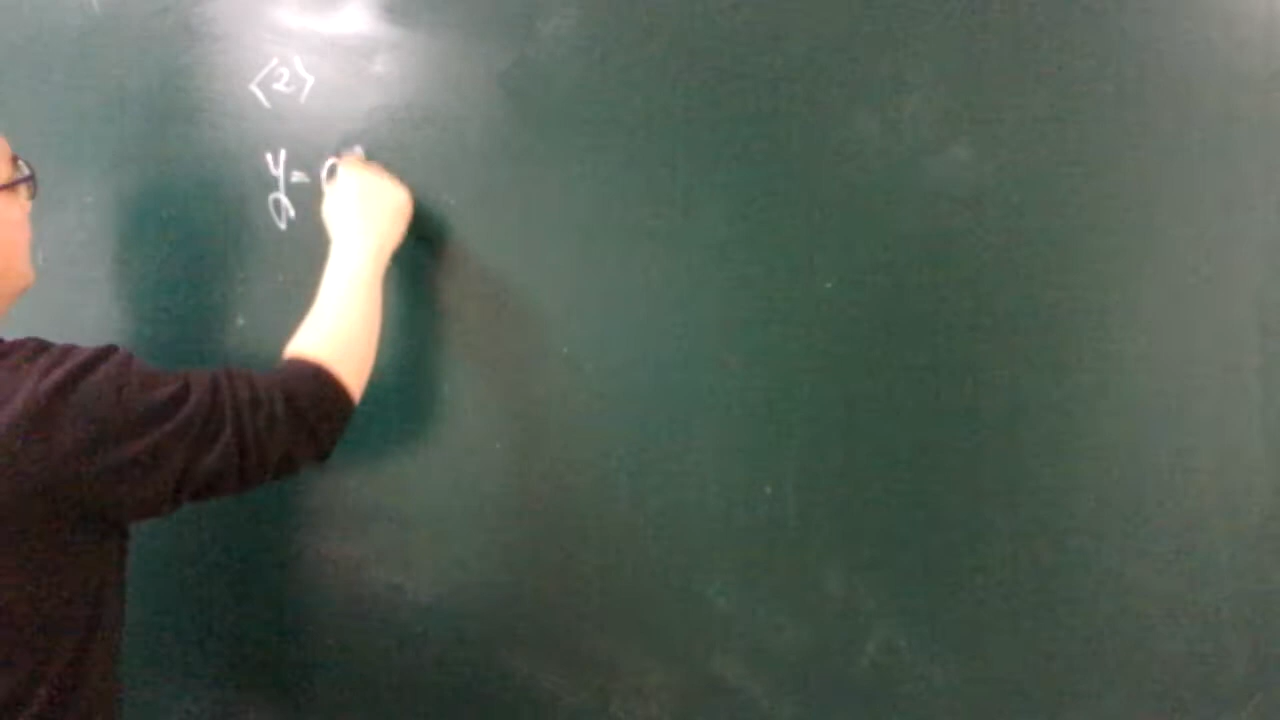 ⟨2⟩
y =